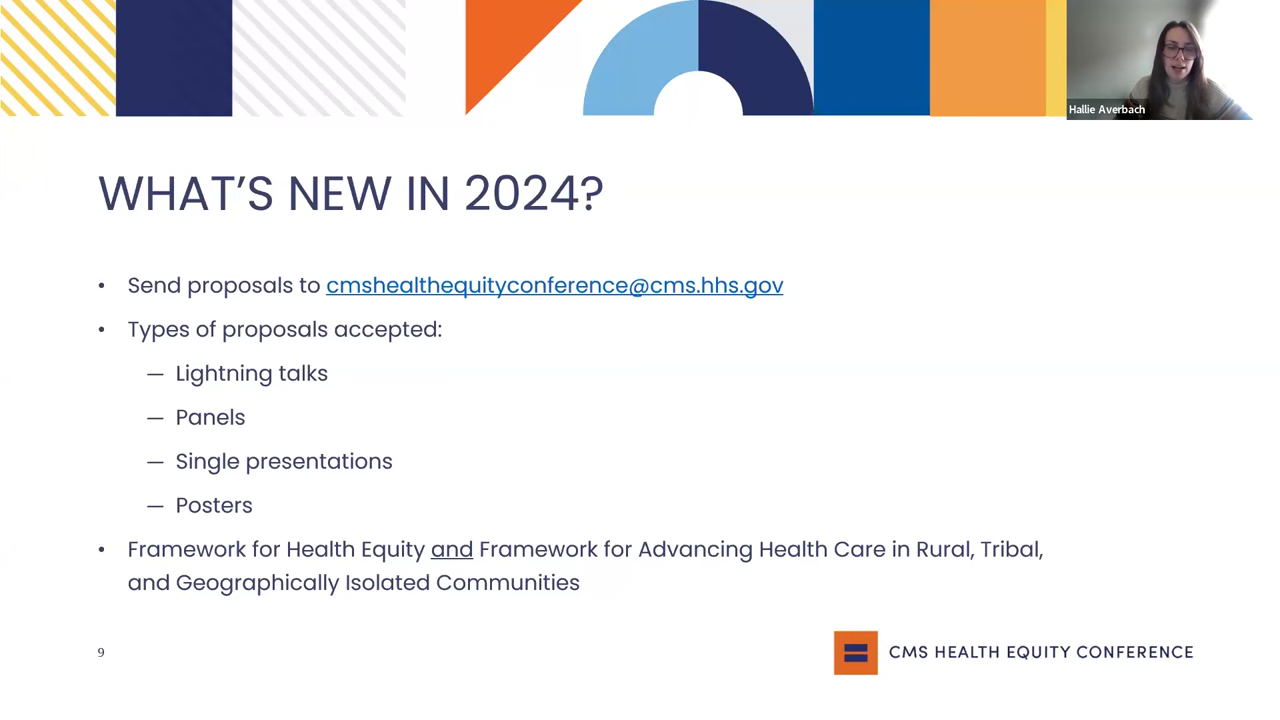 Hallie Averbach
WHAT’S NEW IN 2024?
• Send proposals to cmshealthequityconference@cms.hhs.gov
• Types of proposals accepted:
— Lightning talks
— Panels
— Single presentations
— Posters
• Framework for Health Equity and Framework for Advancing Health Care in Rural, Tribal,
and Geographically Isolated Communities
9
CMS HEALTH EQUITY CONFERENCE